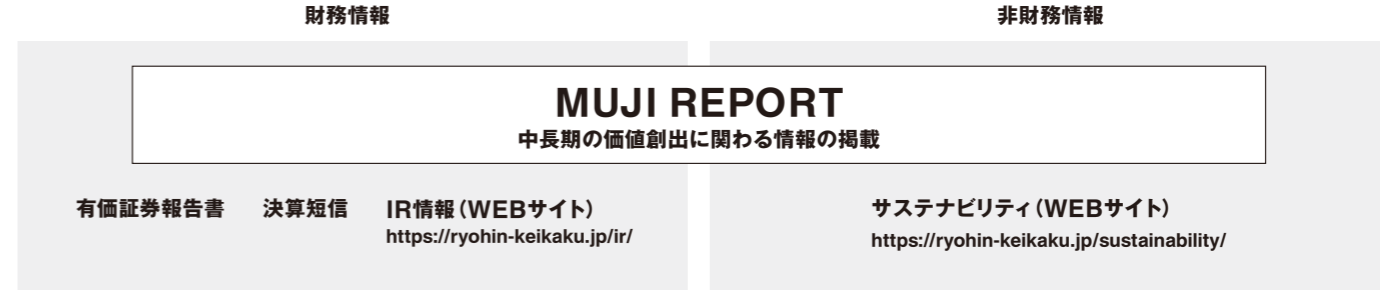 財務情報
非財務情報
MUJI REPORT
中長期の価値創出に関わる情報の掲載
有価証券報告書
決算短信
IR情報（WEBサイト）
https://ryohin-keikaku.jp/ir/
サステナビリティ（WEBサイト）
https://ryohin-keikaku.jp/sustainability/